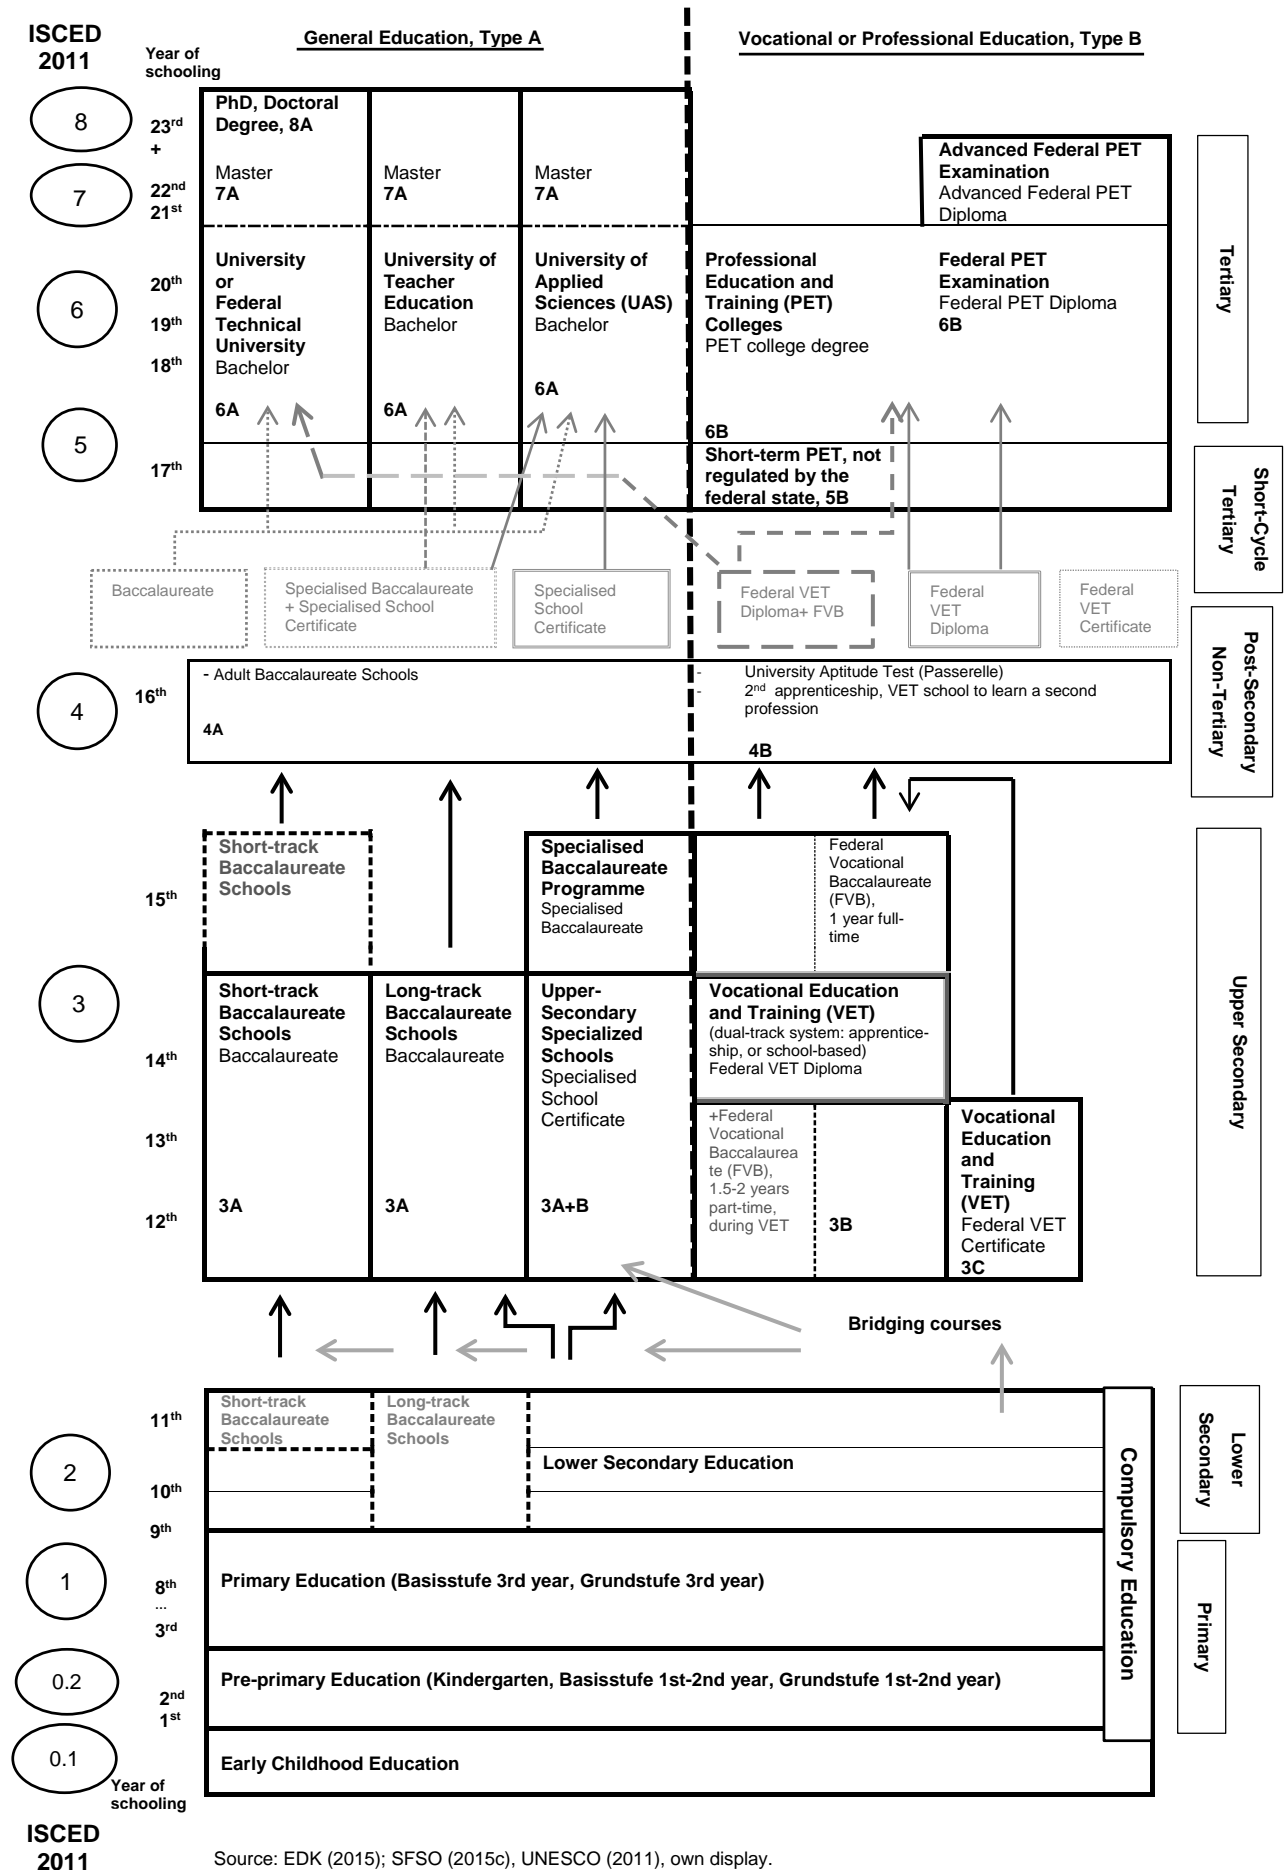 ISCED
2011
Year of
schooling
General Education, Type A
Vocational or Professional Education, Type B
8
23rd
+
7
22nd
21st
PhD, Doctoral
Degree, 8A
Master
7A
Master
7A
Master
7A
Advanced Federal PET
Examination
Advanced Federal PET
Diploma
Tertiary
6
20th
19th
18th
University
or
Federal
Technical
University
Bachelor
6A
University of
Teacher
Education
Bachelor
6A
University of
Applied
Sciences (UAS)
Bachelor
6A
Professional
Education and
Training (PET)
Colleges
PET college degree
6B
Federal PET
Examination
Federal PET Diploma
6B
5
17th
Short-term PET, not
regulated by the
federal state, 5B
Short-Cycle
Tertiary
Baccalaureate
Specialised Baccalaureate
+ Specialised School
Certificate
Specialised
School
Certificate
Federal VET
Diploma+ FVB
Federal
VET
Diploma
Federal
VET
Certificate
Post-Secondary
Non-Tertiary
4
16th
- Adult Baccalaureate Schools
4A
- University Aptitude Test (Passerelle)
- 2nd apprenticeship, VET school to learn a second
profession
4B
15th
Short-track
Baccalaureate
Schools
Specialised
Baccalaureate
Programme
Specialised
Baccalaureate
Federal
Vocational
Baccalaureate
(FVB),
1 year full-
time
Upper Secondary
3
14th
13th
12th
Short-track
Baccalaureate
Schools
Baccalaureate
3A
Long-track
Baccalaureate
Schools
Baccalaureate
3A
Upper-
Secondary
Specialized
Schools
Specialised
School
Certificate
3A+B
Vocational Education
and Training (VET)
(dual-track system: apprentice-
ship, or school-based)
Federal VET Diploma
+Federal
Vocational
Baccalaurea
te (FVB),
1.5-2 years
part-time,
during VET
3B
Vocational
Education
and
Training
(VET)
Federal VET
Certificate
3C
Bridging courses
11th
2
10th
9th
Short-track
Baccalaureate
Schools
Long-track
Baccalaureate
Schools
Lower Secondary Education
Compulsory Education
Lower
Secondary
1
8th
...
3rd
Primary Education (Basisstufe 3rd year, Grundstufe 3rd year)
Primary
0.2
2nd
1st
Pre-primary Education (Kindergarten, Basisstufe 1st-2nd year, Grundstufe 1st-2nd year)
0.1
Early Childhood Education
Year of
schooling
ISCED
2011
Source: EDK (2015); SFSO (2015c), UNESCO (2011), own display.